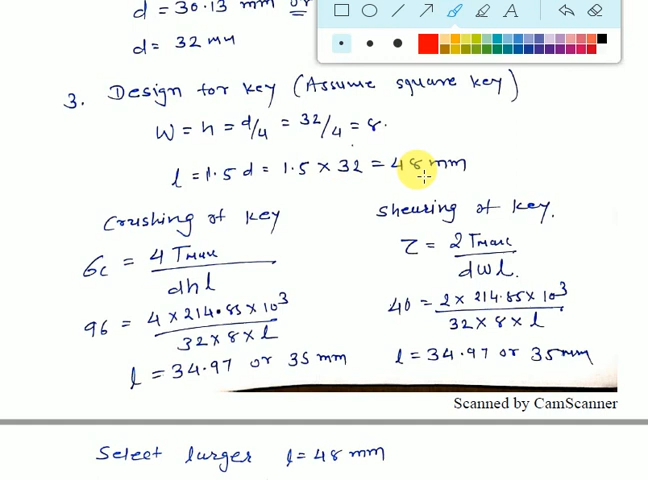 d = 30.13 mm or
d = 32 mm
3. Design for key (Assume square key)
W = h = d/4 = 32/4 = 8.
l = 1.5 d = 1.5 × 32 = 48 mm
Crushing of key
σc = 4 Tmax / dhl
96 = 4 × 214.85 × 10³ / 32 × 8 × l
l = 34.97 or 35 mm
shearing of key.
τ = 2 Tmax / dwl.
40 = 2 × 214.85 × 10³ / 32 × 8 × l
l = 34.97 or 35mm
Scanned by CamScanner
Select larger l = 48 mm